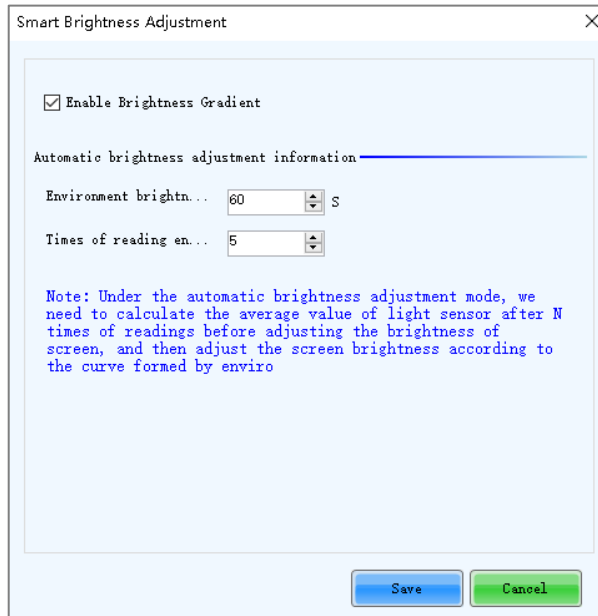 Smart Brightness Adjustment
Enable Brightness Gradient
Automatic brightness adjustment information
Environment brightn... 60 S
Times of reading en... 5
Note: Under the automatic brightness adjustment mode, we
need to calculate the average value of light sensor after N
times of readings before adjusting the brightness of
screen, and then adjust the screen brightness according to
the curve formed by enviro
Save Cancel